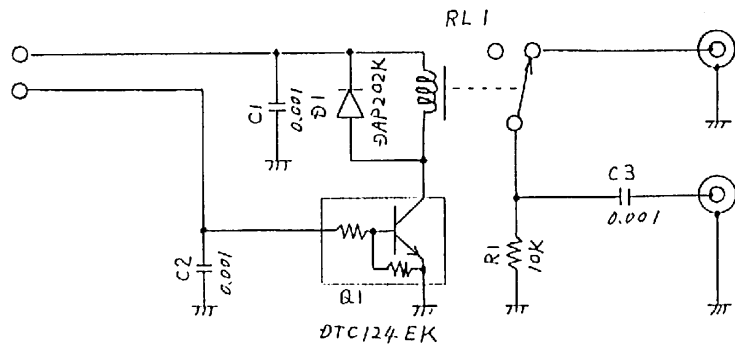 RL1
C1
0.001
D1
DAP202K
C2
0.001
C3
0.001
R1
10K
Q1
DTC124EK